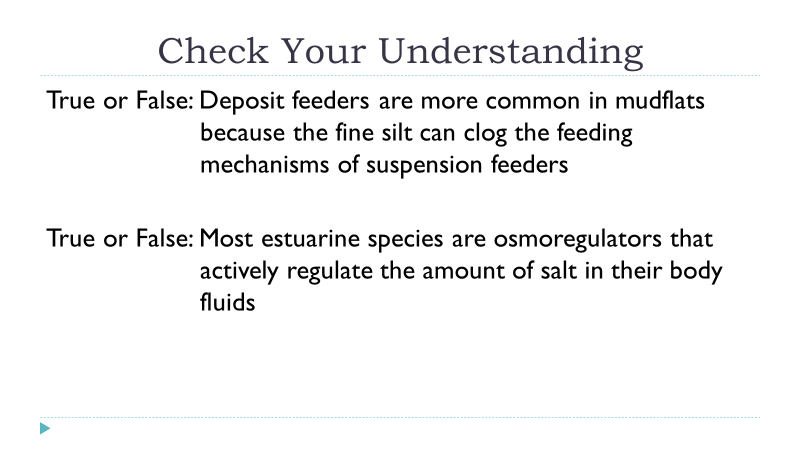 Check Your Understanding
True or False: Deposit feeders are more common in mudflats
because the fine silt can clog the feeding
mechanisms of suspension feeders
True or False: Most estuarine species are osmoregulators that
actively regulate the amount of salt in their body
fluids